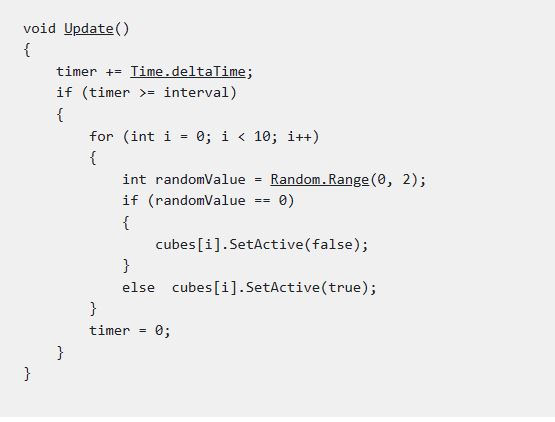 void Update()
{
    timer += Time.deltaTime;
    if (timer >= interval)
    {
        for (int i = 0; i < 10; i++)
        {
            int randomValue = Random.Range(0, 2);
            if (randomValue == 0)
            {
                cubes[i].SetActive(false);
            }
            else  cubes[i].SetActive(true);
        }
        timer = 0;
    }
}